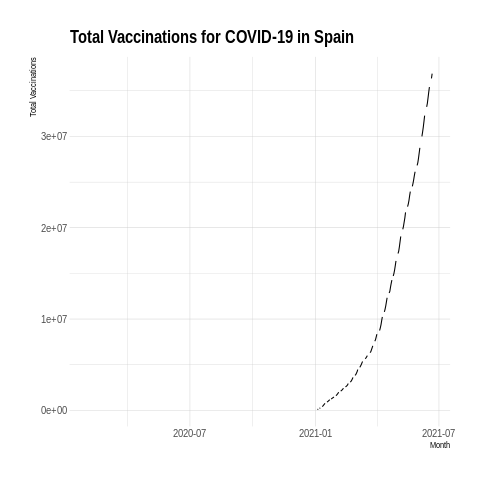 Total Vaccinations for COVID-19 in Spain
Total Vaccinations
3e+07
2e+07
1e+07
0e+00
2020-07
2021-01
2021-07
Month